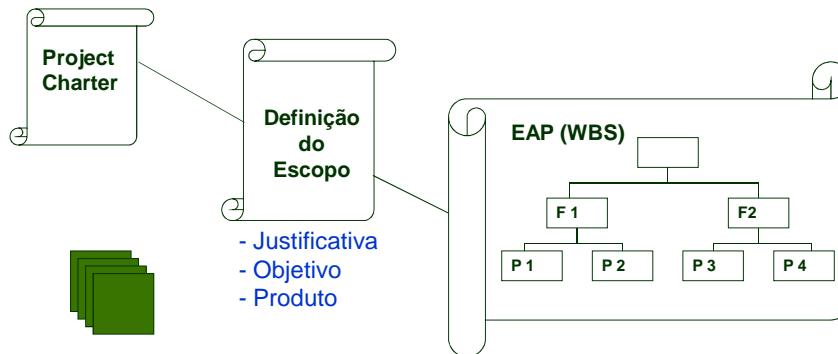 Project
Charter
Definição
do
Escopo
- Justificativa
- Objetivo
- Produto
EAP (WBS)
F 1
F2
P 1
P 2
P 3
P 4